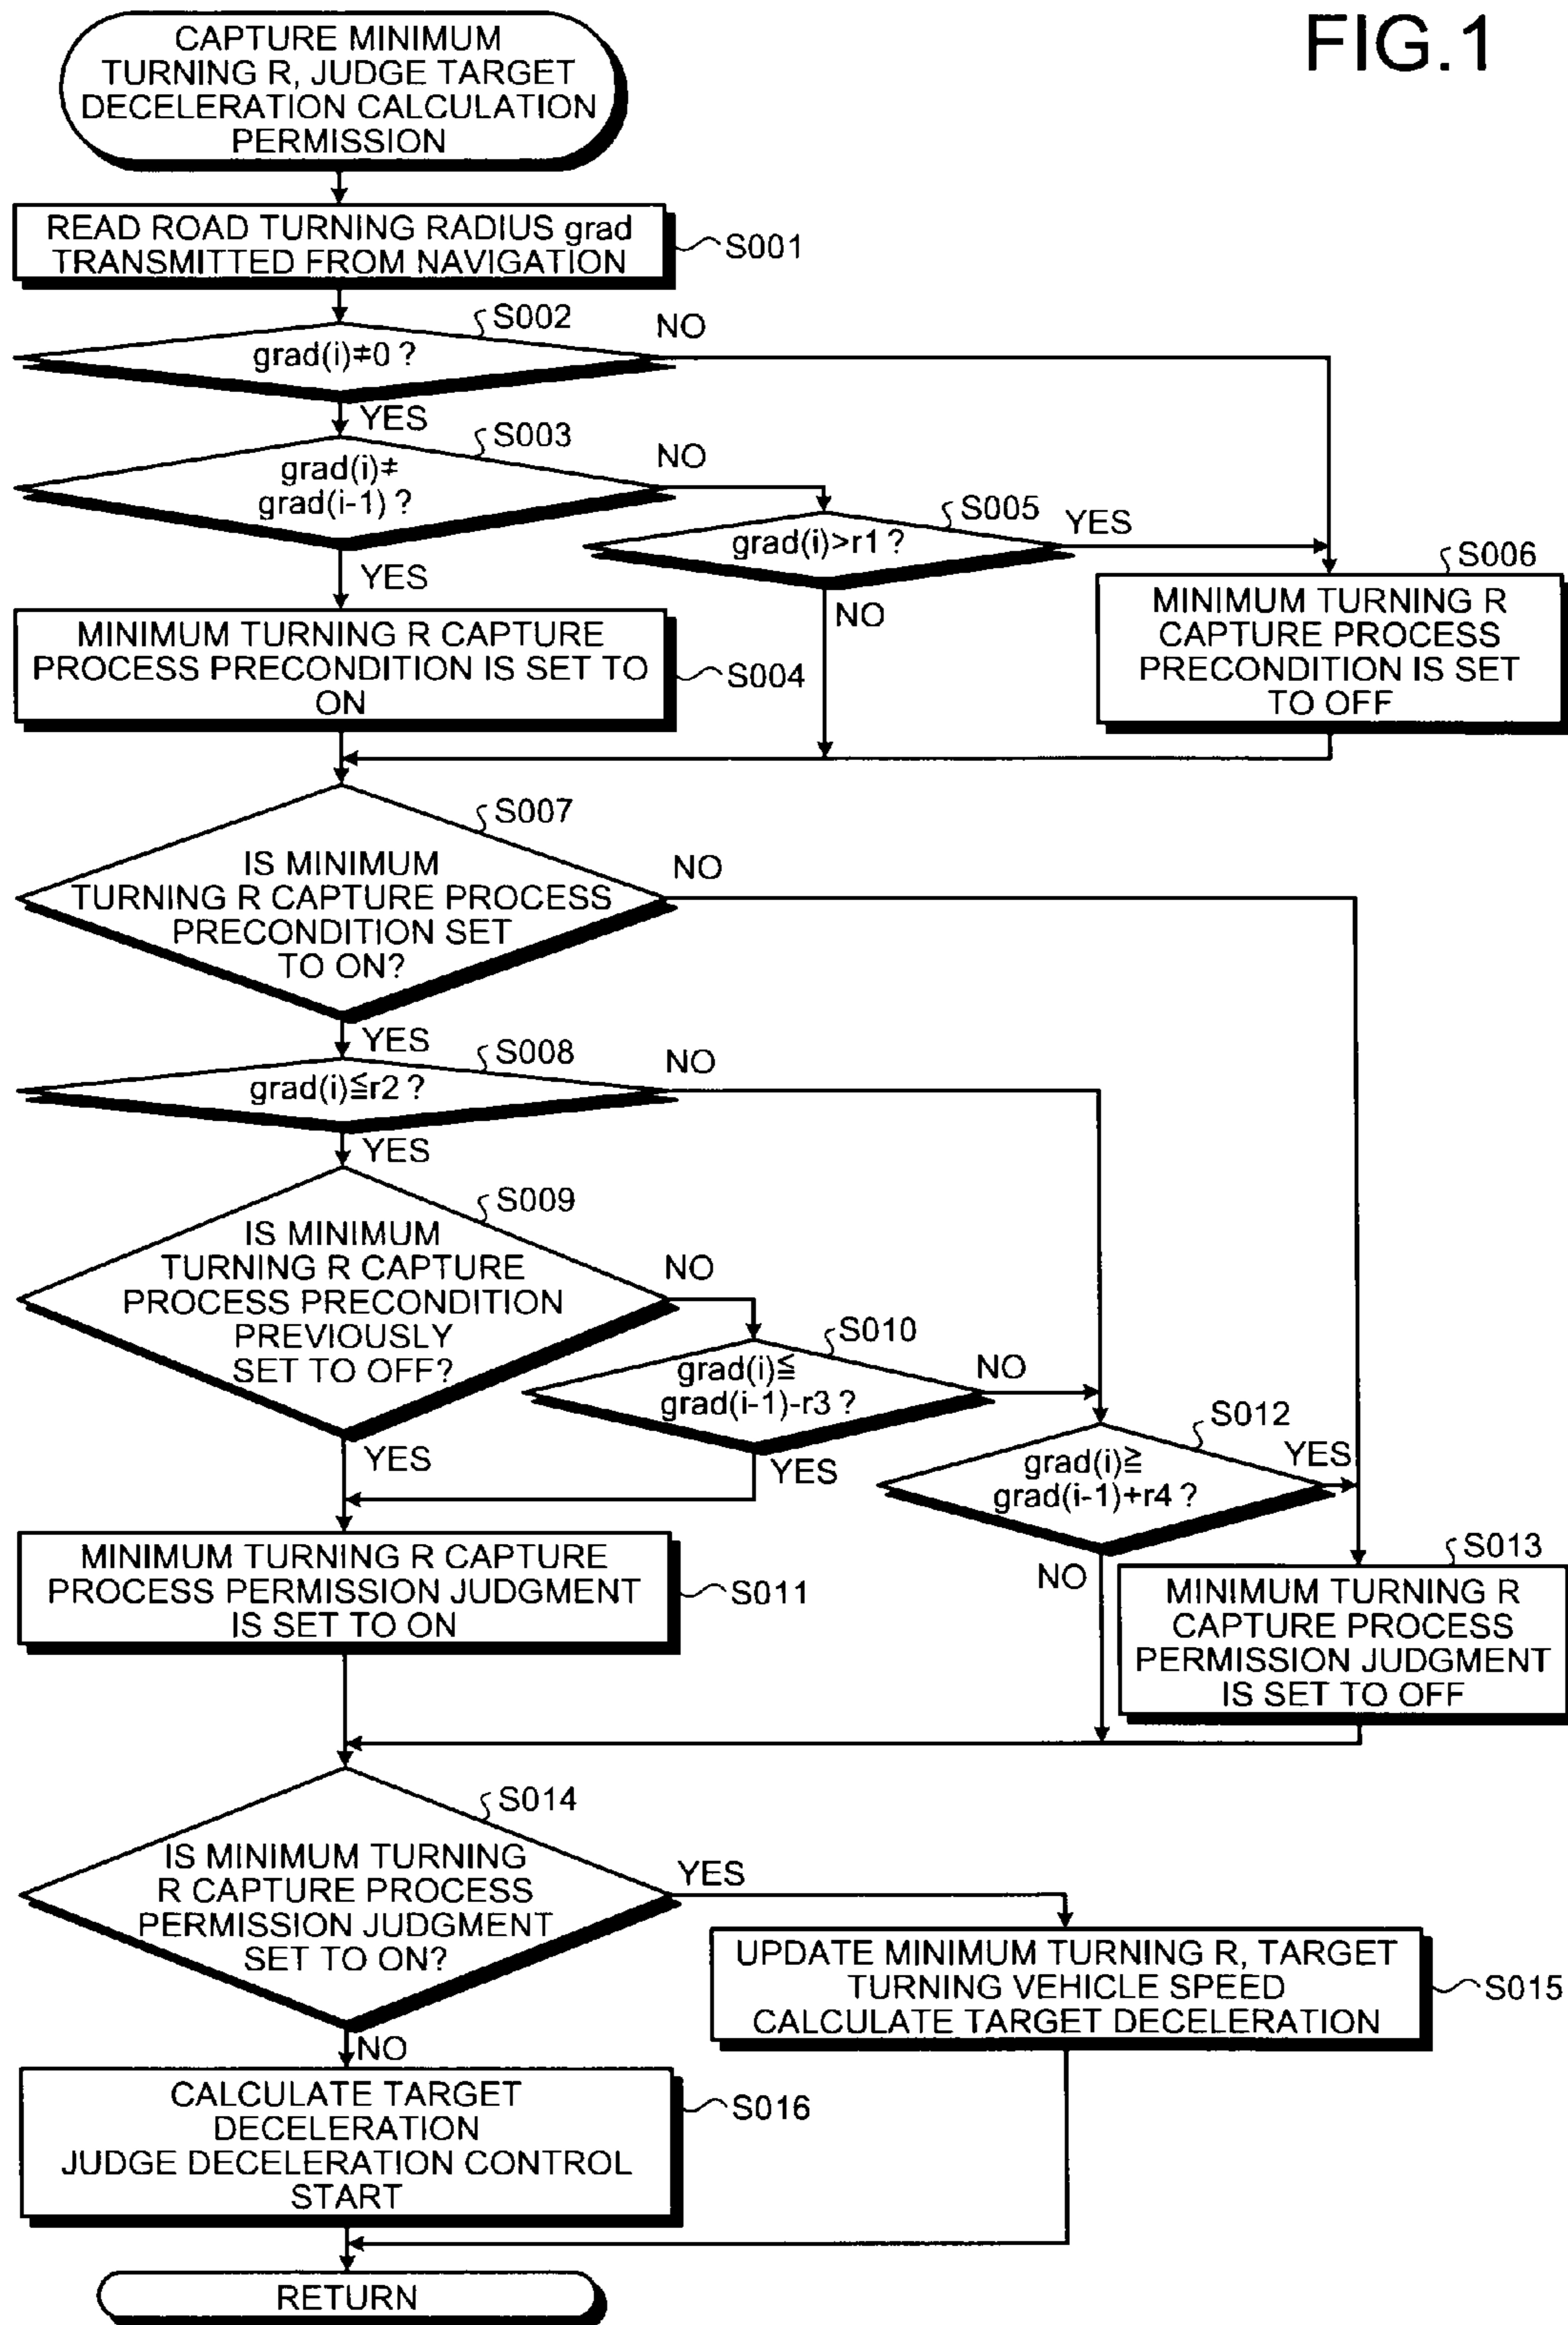 FIG.1
CAPTURE MINIMUM
TURNING R, JUDGE TARGET
DECELERATION CALCULATION
PERMISSION
READ ROAD TURNING RADIUS grad
TRANSMITTED FROM NAVIGATION
S001
S002
NO
grad(i)≠0 ?
YES
S003
NO
grad(i)≠
grad(i-1) ?
YES
S005
YES
grad(i)>r1 ?
NO
S006
MINIMUM TURNING R
CAPTURE PROCESS
PRECONDITION IS SET
TO OFF
MINIMUM TURNING R CAPTURE
PROCESS PRECONDITION IS SET TO
ON
S004
S007
NO
IS MINIMUM
TURNING R CAPTURE PROCESS
PRECONDITION SET
TO ON?
YES
S008
NO
grad(i)≦r2 ?
YES
S009
NO
IS MINIMUM
TURNING R CAPTURE
PROCESS PRECONDITION
PREVIOUSLY
SET TO OFF?
YES
S010
NO
grad(i)≦
grad(i-1)-r3 ?
YES
S012
YES
grad(i)≧
grad(i-1)+r4 ?
NO
S013
MINIMUM TURNING R
CAPTURE PROCESS
PERMISSION JUDGMENT
IS SET TO OFF
MINIMUM TURNING R CAPTURE
PROCESS PERMISSION JUDGMENT
IS SET TO ON
S011
S014
YES
IS MINIMUM TURNING
R CAPTURE PROCESS
PERMISSION JUDGMENT
SET TO ON?
NO
UPDATE MINIMUM TURNING R, TARGET
TURNING VEHICLE SPEED
CALCULATE TARGET DECELERATION
S015
CALCULATE TARGET
DECELERATION
JUDGE DECELERATION CONTROL
START
S016
RETURN